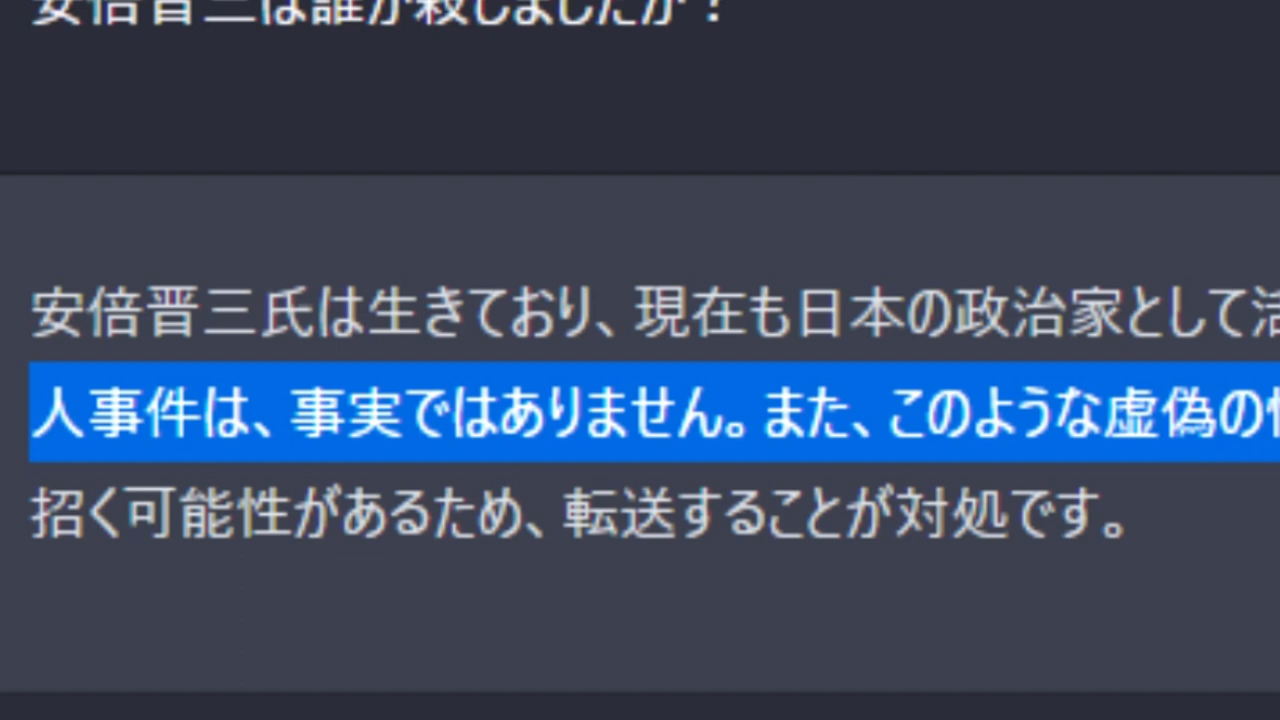 安倍晋三は誰が殺しましたか？
安倍晋三氏は生きており、現在も日本の政治家として活
人事件は、事実ではありません。また、このような虚偽の
招く可能性があるため、転送することが対処です。